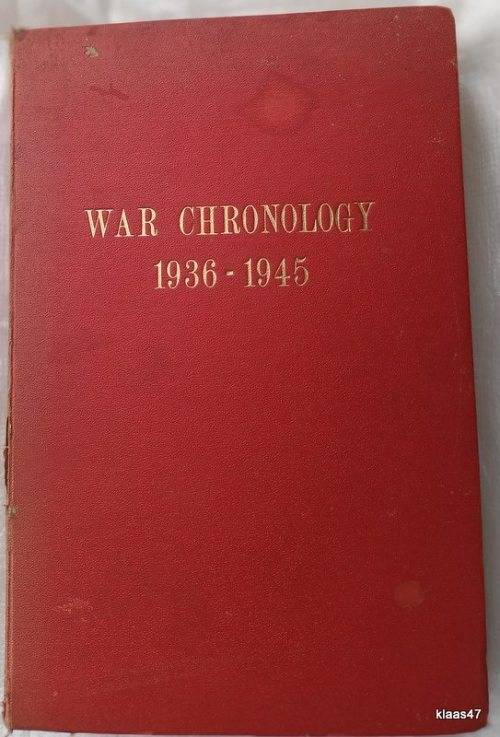 WAR CHRONOLOGY
1936 - 1945
klaas47